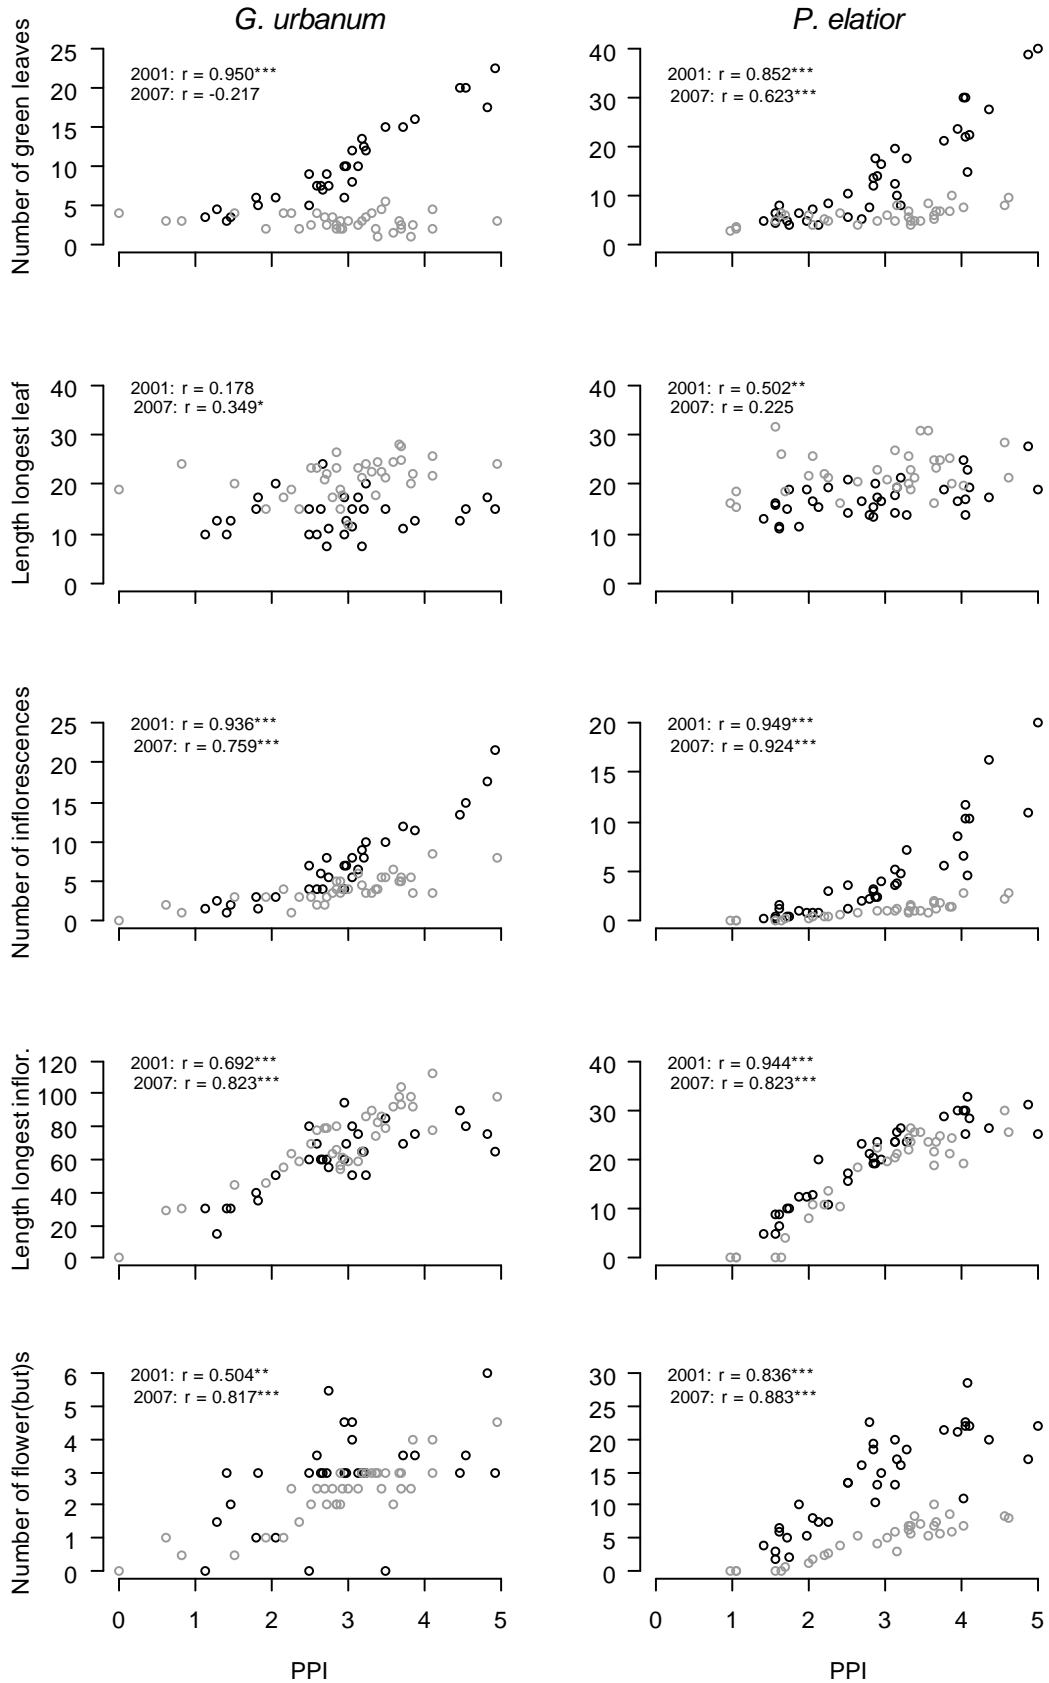 G. urbanum
P. elatior
Number of green leaves
25
20
15
10
5
0
2001: r = 0.950***
2007: r = -0.217
40
30
20
10
0
2001: r = 0.852***
2007: r = 0.623***
Length longest leaf
40
30
20
10
0
2001: r = 0.178
2007: r = 0.349*
40
30
20
10
0
2001: r = 0.502**
2007: r = 0.225
Number of inflorescences
25
20
15
10
5
0
2001: r = 0.936***
2007: r = 0.759***
20
15
10
5
0
2001: r = 0.949***
2007: r = 0.924***
Length longest inflor.
120
100
80
60
40
20
0
2001: r = 0.692***
2007: r = 0.823***
40
30
20
10
0
2001: r = 0.944***
2007: r = 0.823***
Number of flower(but)s
6
5
4
3
2
1
0
2001: r = 0.504**
2007: r = 0.817***
30
25
20
15
10
5
0
2001: r = 0.836***
2007: r = 0.883***
0 1 2 3 4 5
PPI
0 1 2 3 4 5
PPI